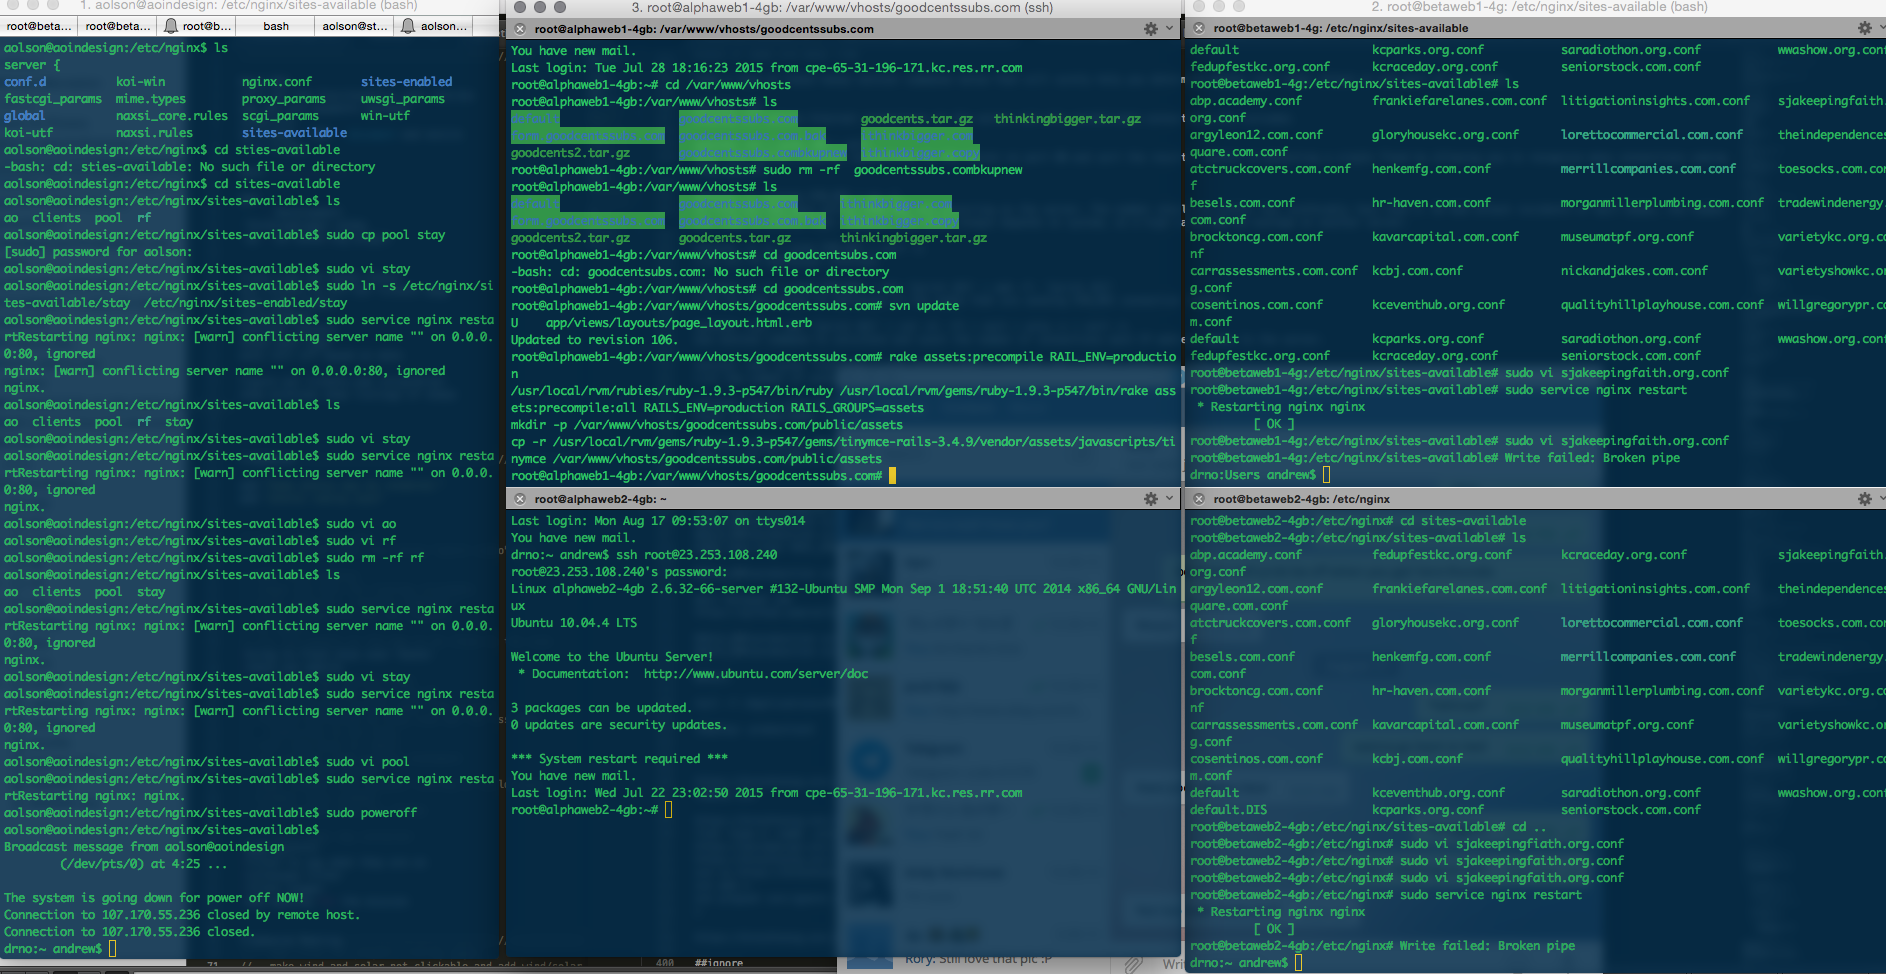 1. aolson@aoindesign: /etc/nginx/sites-available (bash)
root@beta...
root@beta...
root@b...
bash
aolson@st...
aolson...
aolson@aoindesign:/etc/nginx$ ls
server {
conf.d koi-win nginx.conf sites-enabled
fastcgi_params mime.types proxy_params uwsgi_params
global naxsi_core.rules scgi_params win-utf
koi-utf naxsi.rules sites-available
aolson@aoindesign:/etc/nginx$ cd sties-available
-bash: cd: sties-available: No such file or directory
aolson@aoindesign:/etc/nginx$ cd sites-available
aolson@aoindesign:/etc/nginx/sites-available$ ls
ao clients pool rf
aolson@aoindesign:/etc/nginx/sites-available$ sudo cp pool stay
[sudo] password for aolson:
aolson@aoindesign:/etc/nginx/sites-available$ sudo vi stay
aolson@aoindesign:/etc/nginx/sites-available$ sudo ln -s /etc/nginx/si
tes-available/stay /etc/nginx/sites-enabled/stay
aolson@aoindesign:/etc/nginx/sites-available$ sudo service nginx resta
rtRestarting nginx: nginx: [warn] conflicting server name "" on 0.0.0.
0:80, ignored
nginx: [warn] conflicting server name "" on 0.0.0.0:80, ignored
nginx.
aolson@aoindesign:/etc/nginx/sites-available$ ls
ao clients pool rf stay
aolson@aoindesign:/etc/nginx/sites-available$ sudo vi stay
aolson@aoindesign:/etc/nginx/sites-available$ sudo service nginx resta
rtRestarting nginx: nginx: [warn] conflicting server name "" on 0.0.0.
0:80, ignored
nginx.
aolson@aoindesign:/etc/nginx/sites-available$ sudo vi ao
aolson@aoindesign:/etc/nginx/sites-available$ sudo vi rf
aolson@aoindesign:/etc/nginx/sites-available$ sudo rm -rf rf
aolson@aoindesign:/etc/nginx/sites-available$ ls
ao clients pool stay
aolson@aoindesign:/etc/nginx/sites-available$ sudo service nginx resta
rtRestarting nginx: nginx: [warn] conflicting server name "" on 0.0.0.
0:80, ignored
nginx.
aolson@aoindesign:/etc/nginx/sites-available$ sudo vi stay
aolson@aoindesign:/etc/nginx/sites-available$ sudo service nginx resta
rtRestarting nginx: nginx: [warn] conflicting server name "" on 0.0.0.
0:80, ignored
nginx.
aolson@aoindesign:/etc/nginx/sites-available$ sudo vi pool
aolson@aoindesign:/etc/nginx/sites-available$ sudo service nginx resta
rtRestarting nginx: nginx.
aolson@aoindesign:/etc/nginx/sites-available$ sudo poweroff
aolson@aoindesign:/etc/nginx/sites-available$
Broadcast message from aolson@aoindesign
(/dev/pts/0) at 4:25 ...
The system is going down for power off NOW!
Connection to 107.170.55.236 closed by remote host.
Connection to 107.170.55.236 closed.
drno:~ andrew$
3. root@alphaweb1-4gb: /var/www/vhosts/goodcentssubs.com (ssh)
root@alphaweb1-4gb: /var/www/vhosts/goodcentssubs.com
You have new mail.
Last login: Tue Jul 28 18:16:23 2015 from cpe-65-31-196-171.kc.res.rr.com
root@alphaweb1-4gb:~# cd /var/www/vhosts
root@alphaweb1-4gb:/var/www/vhosts# ls
default goodcentssubs.com goodcents.tar.gz thinkingbigger.tar.gz
form.goodcentssubs.com goodcentssubs.com.bak ithinkbigger.com
goodcents2.tar.gz goodcentssubs.combkupnew ithinkbigger.copy
root@alphaweb1-4gb:/var/www/vhosts# sudo rm -rf goodcentssubs.combkupnew
root@alphaweb1-4gb:/var/www/vhosts# ls
default goodcentssubs.com ithinkbigger.com
form.goodcentssubs.com goodcentssubs.com.bak ithinkbigger.copy
goodcents2.tar.gz goodcents.tar.gz thinkingbigger.tar.gz
root@alphaweb1-4gb:/var/www/vhosts# cd goodcentsubs.com
-bash: cd: goodcentsubs.com: No such file or directory
root@alphaweb1-4gb:/var/www/vhosts# cd goodcentssubs.com
root@alphaweb1-4gb:/var/www/vhosts/goodcentssubs.com# svn update
U app/views/layouts/page_layout.html.erb
Updated to revision 106.
root@alphaweb1-4gb:/var/www/vhosts/goodcentssubs.com# rake assets:precompile RAIL_ENV=productio
n
/usr/local/rvm/rubies/ruby-1.9.3-p547/bin/ruby /usr/local/rvm/gems/ruby-1.9.3-p547/bin/rake ass
ets:precompile:all RAILS_ENV=production RAILS_GROUPS=assets
mkdir -p /var/www/vhosts/goodcentssubs.com/public/assets
cp -r /usr/local/rvm/gems/ruby-1.9.3-p547/gems/tinymce-rails-3.4.9/vendor/assets/javascripts/ti
nymce /var/www/vhosts/goodcentssubs.com/public/assets
root@alphaweb1-4gb:/var/www/vhosts/goodcentssubs.com#
root@alphaweb2-4gb: ~
Last login: Mon Aug 17 09:53:07 on ttys014
You have new mail.
drno:~ andrew$ ssh root@23.253.108.240
root@23.253.108.240's password:
Linux alphaweb2-4gb 2.6.32-66-server #132-Ubuntu SMP Mon Sep 1 18:51:40 UTC 2014 x86_64 GNU/Lin
ux
Ubuntu 10.04.4 LTS
Welcome to the Ubuntu Server!
* Documentation: http://www.ubuntu.com/server/doc
3 packages can be updated.
0 updates are security updates.
*** System restart required ***
You have new mail.
Last login: Wed Jul 22 23:02:50 2015 from cpe-65-31-196-171.kc.res.rr.com
root@alphaweb2-4gb:~#
2. root@betaweb1-4g: /etc/nginx/sites-available (bash)
root@betaweb1-4g: /etc/nginx/sites-available
default kcparks.org.conf saradiothon.org.conf wwashow.org.conf
fedupfestkc.org.conf kcraceday.org.conf seniorstock.com.conf
root@betaweb1-4g:/etc/nginx/sites-available# ls
abp.academy.conf frankiefarelanes.com.conf litigationinsights.com.conf sjakeepingfaith.
org.conf
argyleon12.com.conf gloryhousekc.org.conf lorettocommercial.com.conf theindependences
quare.com.conf
atctruckcovers.com.conf henkemfg.com.conf merrillcompanies.com.conf toesocks.com.con
f
besels.com.conf hr-haven.com.conf morganmillerplumbing.com.conf tradewindenergy.
com.conf
brocktoncg.com.conf kavarcapital.com.conf museumatpf.org.conf varietykc.org.co
nf
carrassessments.com.conf kcbj.com.conf nickandjakes.com.conf varietyshowkc.or
g.conf
cosentinos.com.conf kceventhub.org.conf qualityhillplayhouse.com.conf willgregorypr.co
m.conf
default kcparks.org.conf saradiothon.org.conf wwashow.org.conf
fedupfestkc.org.conf kcraceday.org.conf seniorstock.com.conf
root@betaweb1-4g:/etc/nginx/sites-available# sudo vi sjakeepingfaith.org.conf
root@betaweb1-4g:/etc/nginx/sites-available# sudo service nginx restart
* Restarting nginx nginx
[ OK ]
root@betaweb1-4g:/etc/nginx/sites-available# sudo vi sjakeepingfaith.org.conf
root@betaweb1-4g:/etc/nginx/sites-available# Write failed: Broken pipe
drno:Users andrew$
root@betaweb2-4gb: /etc/nginx
root@betaweb2-4gb:/etc/nginx# cd sites-available
root@betaweb2-4gb:/etc/nginx/sites-available# ls
abp.academy.conf fedupfestkc.org.conf kcraceday.org.conf sjakeepingfaith.
org.conf
argyleon12.com.conf frankiefarelanes.com.conf litigationinsights.com.conf theindependences
quare.com.conf
atctruckcovers.com.conf gloryhousekc.org.conf lorettocommercial.com.conf toesocks.com.con
f
besels.com.conf henkemfg.com.conf merrillcompanies.com.conf tradewindenergy.
com.conf
brocktoncg.com.conf hr-haven.com.conf morganmillerplumbing.com.conf varietykc.org.co
nf
carrassessments.com.conf kavarcapital.com.conf museumatpf.org.conf varietyshowkc.or
g.conf
cosentinos.com.conf kcbj.com.conf qualityhillplayhouse.com.conf willgregorypr.co
m.conf
default kceventhub.org.conf saradiothon.org.conf wwashow.org.conf
default.DIS kcparks.org.conf seniorstock.com.conf
root@betaweb2-4gb:/etc/nginx/sites-available# cd ..
root@betaweb2-4gb:/etc/nginx# sudo vi sjakeepingfiath.org.conf
root@betaweb2-4gb:/etc/nginx# sudo vi sjakeepingfaith.org.conf
root@betaweb2-4gb:/etc/nginx# sudo vi sjakeepingfaith.org.conf
root@betaweb2-4gb:/etc/nginx# sudo service nginx restart
* Restarting nginx nginx
[ OK ]
root@betaweb2-4gb:/etc/nginx# Write failed: Broken pipe
drno:~ andrew$
400 ##ignore
Rory: Still love that pic :P